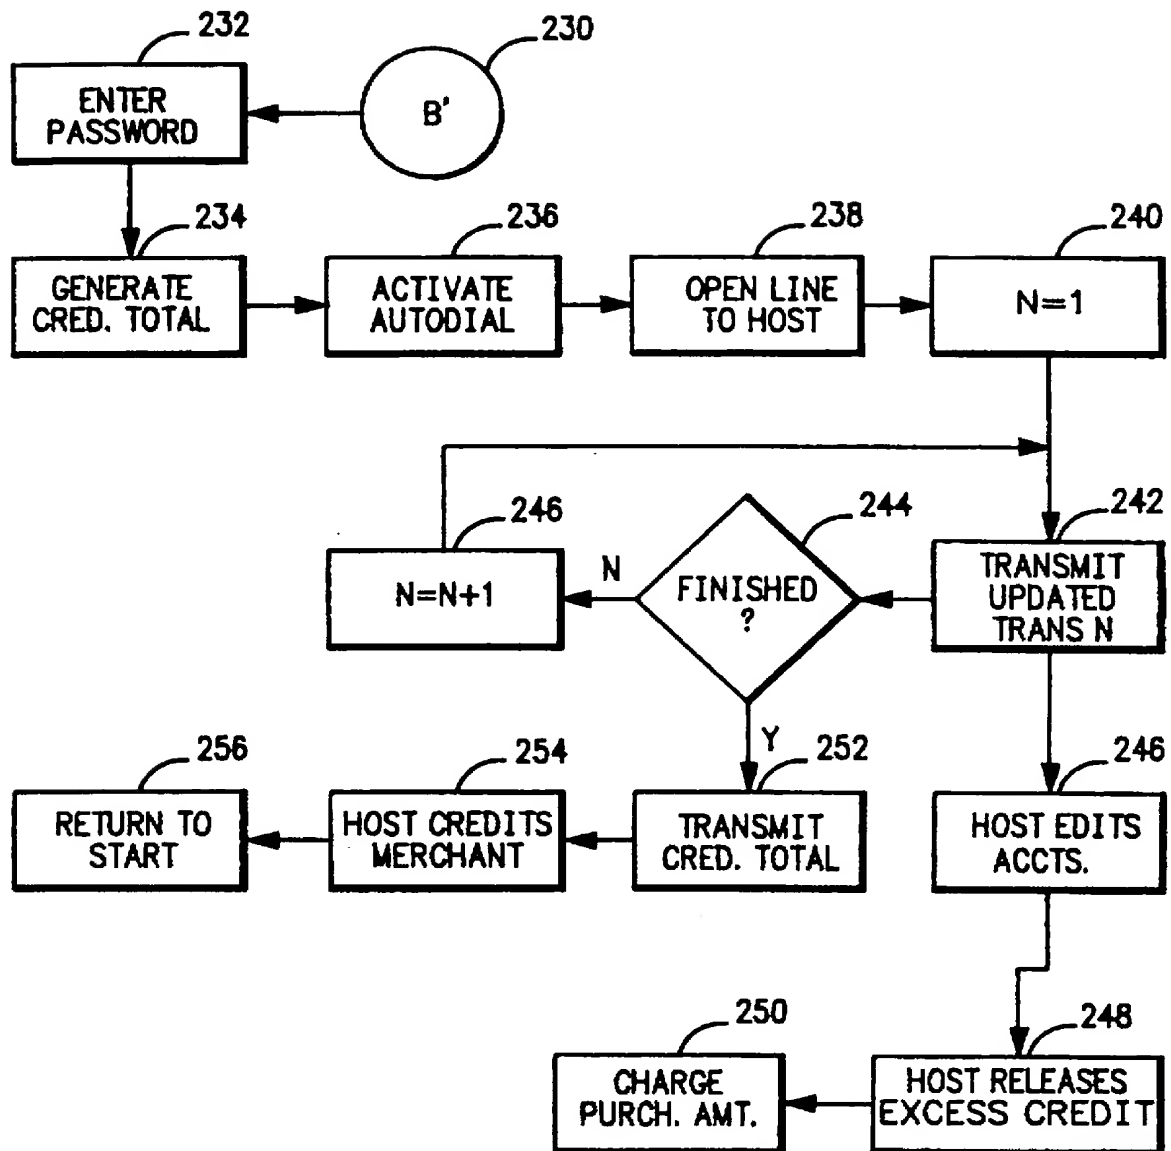 232
230
ENTER
PASSWORD
B'
234
236
238
240
GENERATE
CRED. TOTAL
ACTIVATE
AUTODIAL
OPEN LINE
TO HOST
N=1
246
244
242
N=N+1
N
FINISHED
?
TRANSMIT
UPDATED
TRANS N
Y
256
254
252
246
RETURN TO
START
HOST CREDITS
MERCHANT
TRANSMIT
CRED. TOTAL
HOST EDITS
ACCTS.
250
248
CHARGE
PURCH. AMT.
HOST RELEASES
EXCESS CREDIT